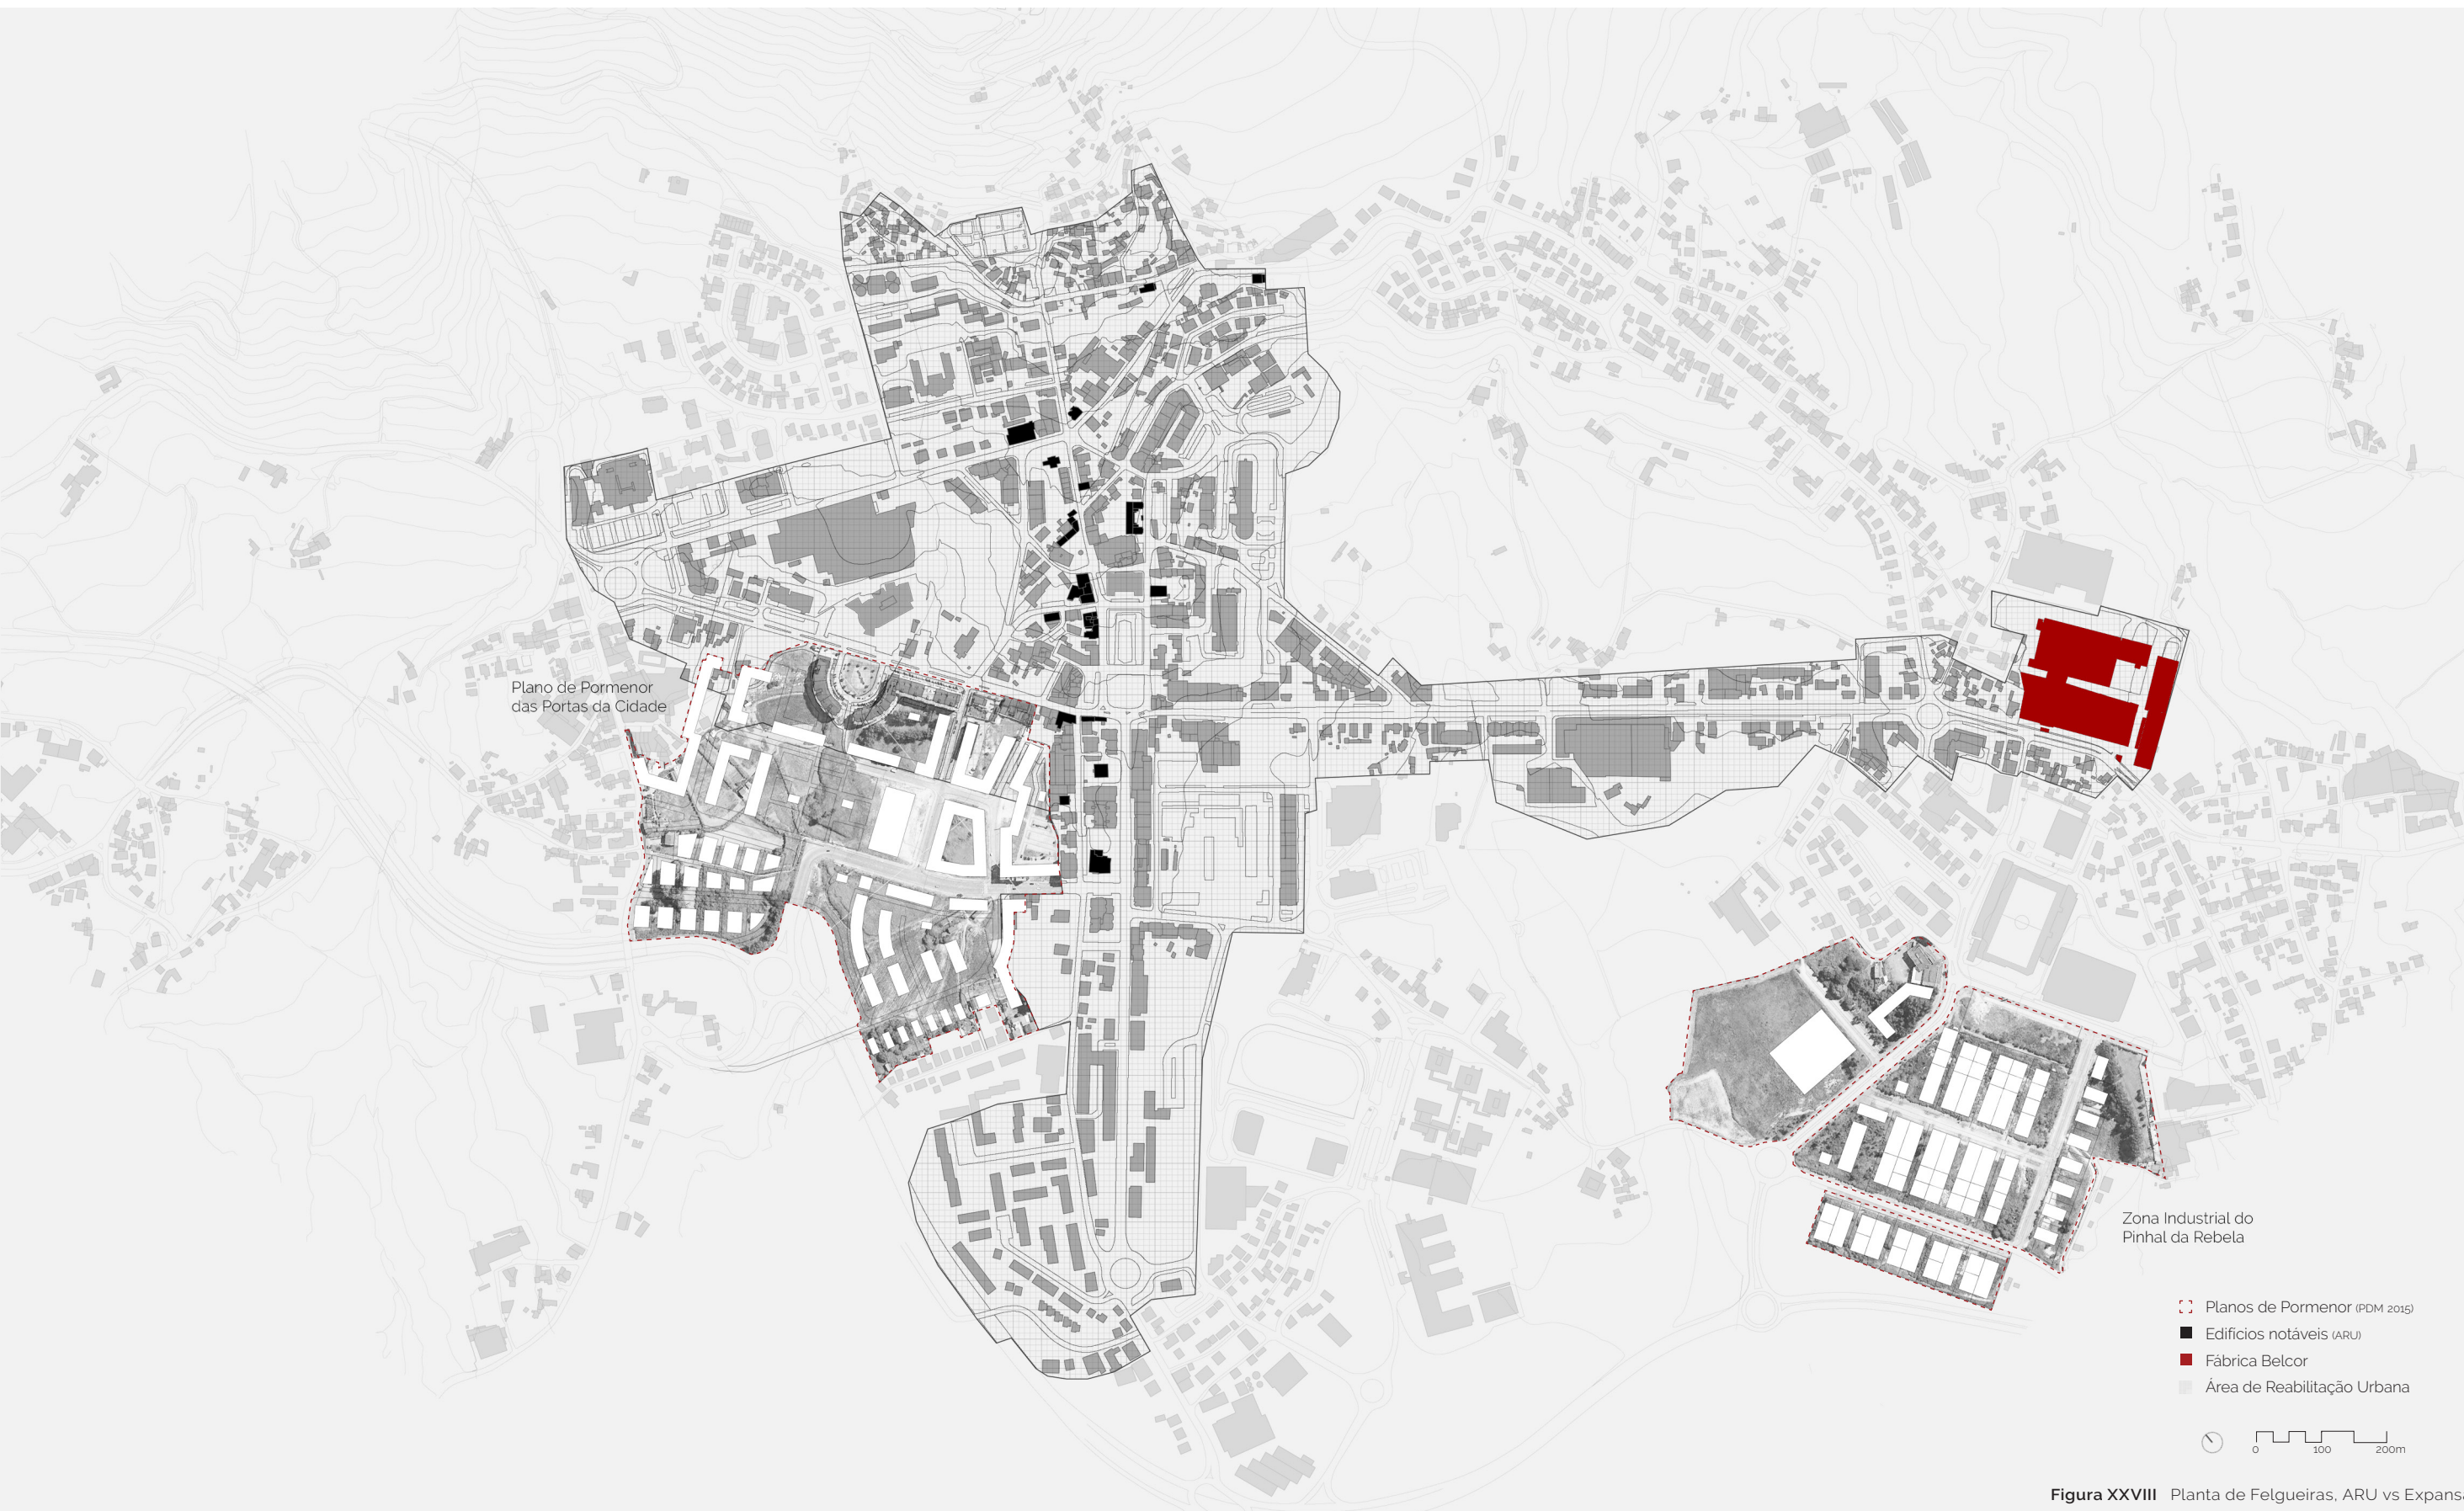 Plano de Pormenor
das Portas da Cidade
Zona Industrial do
Pinhal da Rebela
Planos de Pormenor (PDM 2015)
Edifícios notáveis (ARU)
Fábrica Belcor
Área de Reabilitação Urbana
0 100 200m
Figura XXVIII Planta de Felgueiras, ARU vs Expans